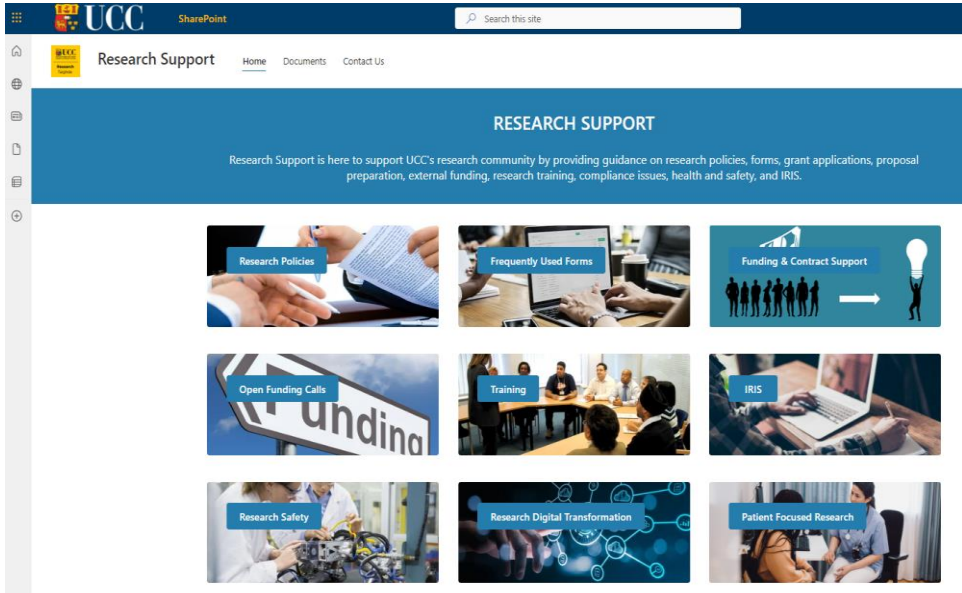 UCC
SharePoint
Search this site
UCC
Research
Support
Research Support
Home
Documents
Contact Us
RESEARCH SUPPORT
Research Support is here to support UCC's research community by providing guidance on research policies, forms, grant applications, proposal
preparation, external funding, research training, compliance issues, health and safety, and IRIS.
Research Policies
Frequently Used Forms
Funding & Contract Support
Open Funding Calls
Funding
Training
IRIS
Research Safety
Research Digital Transformation
Patient Focused Research